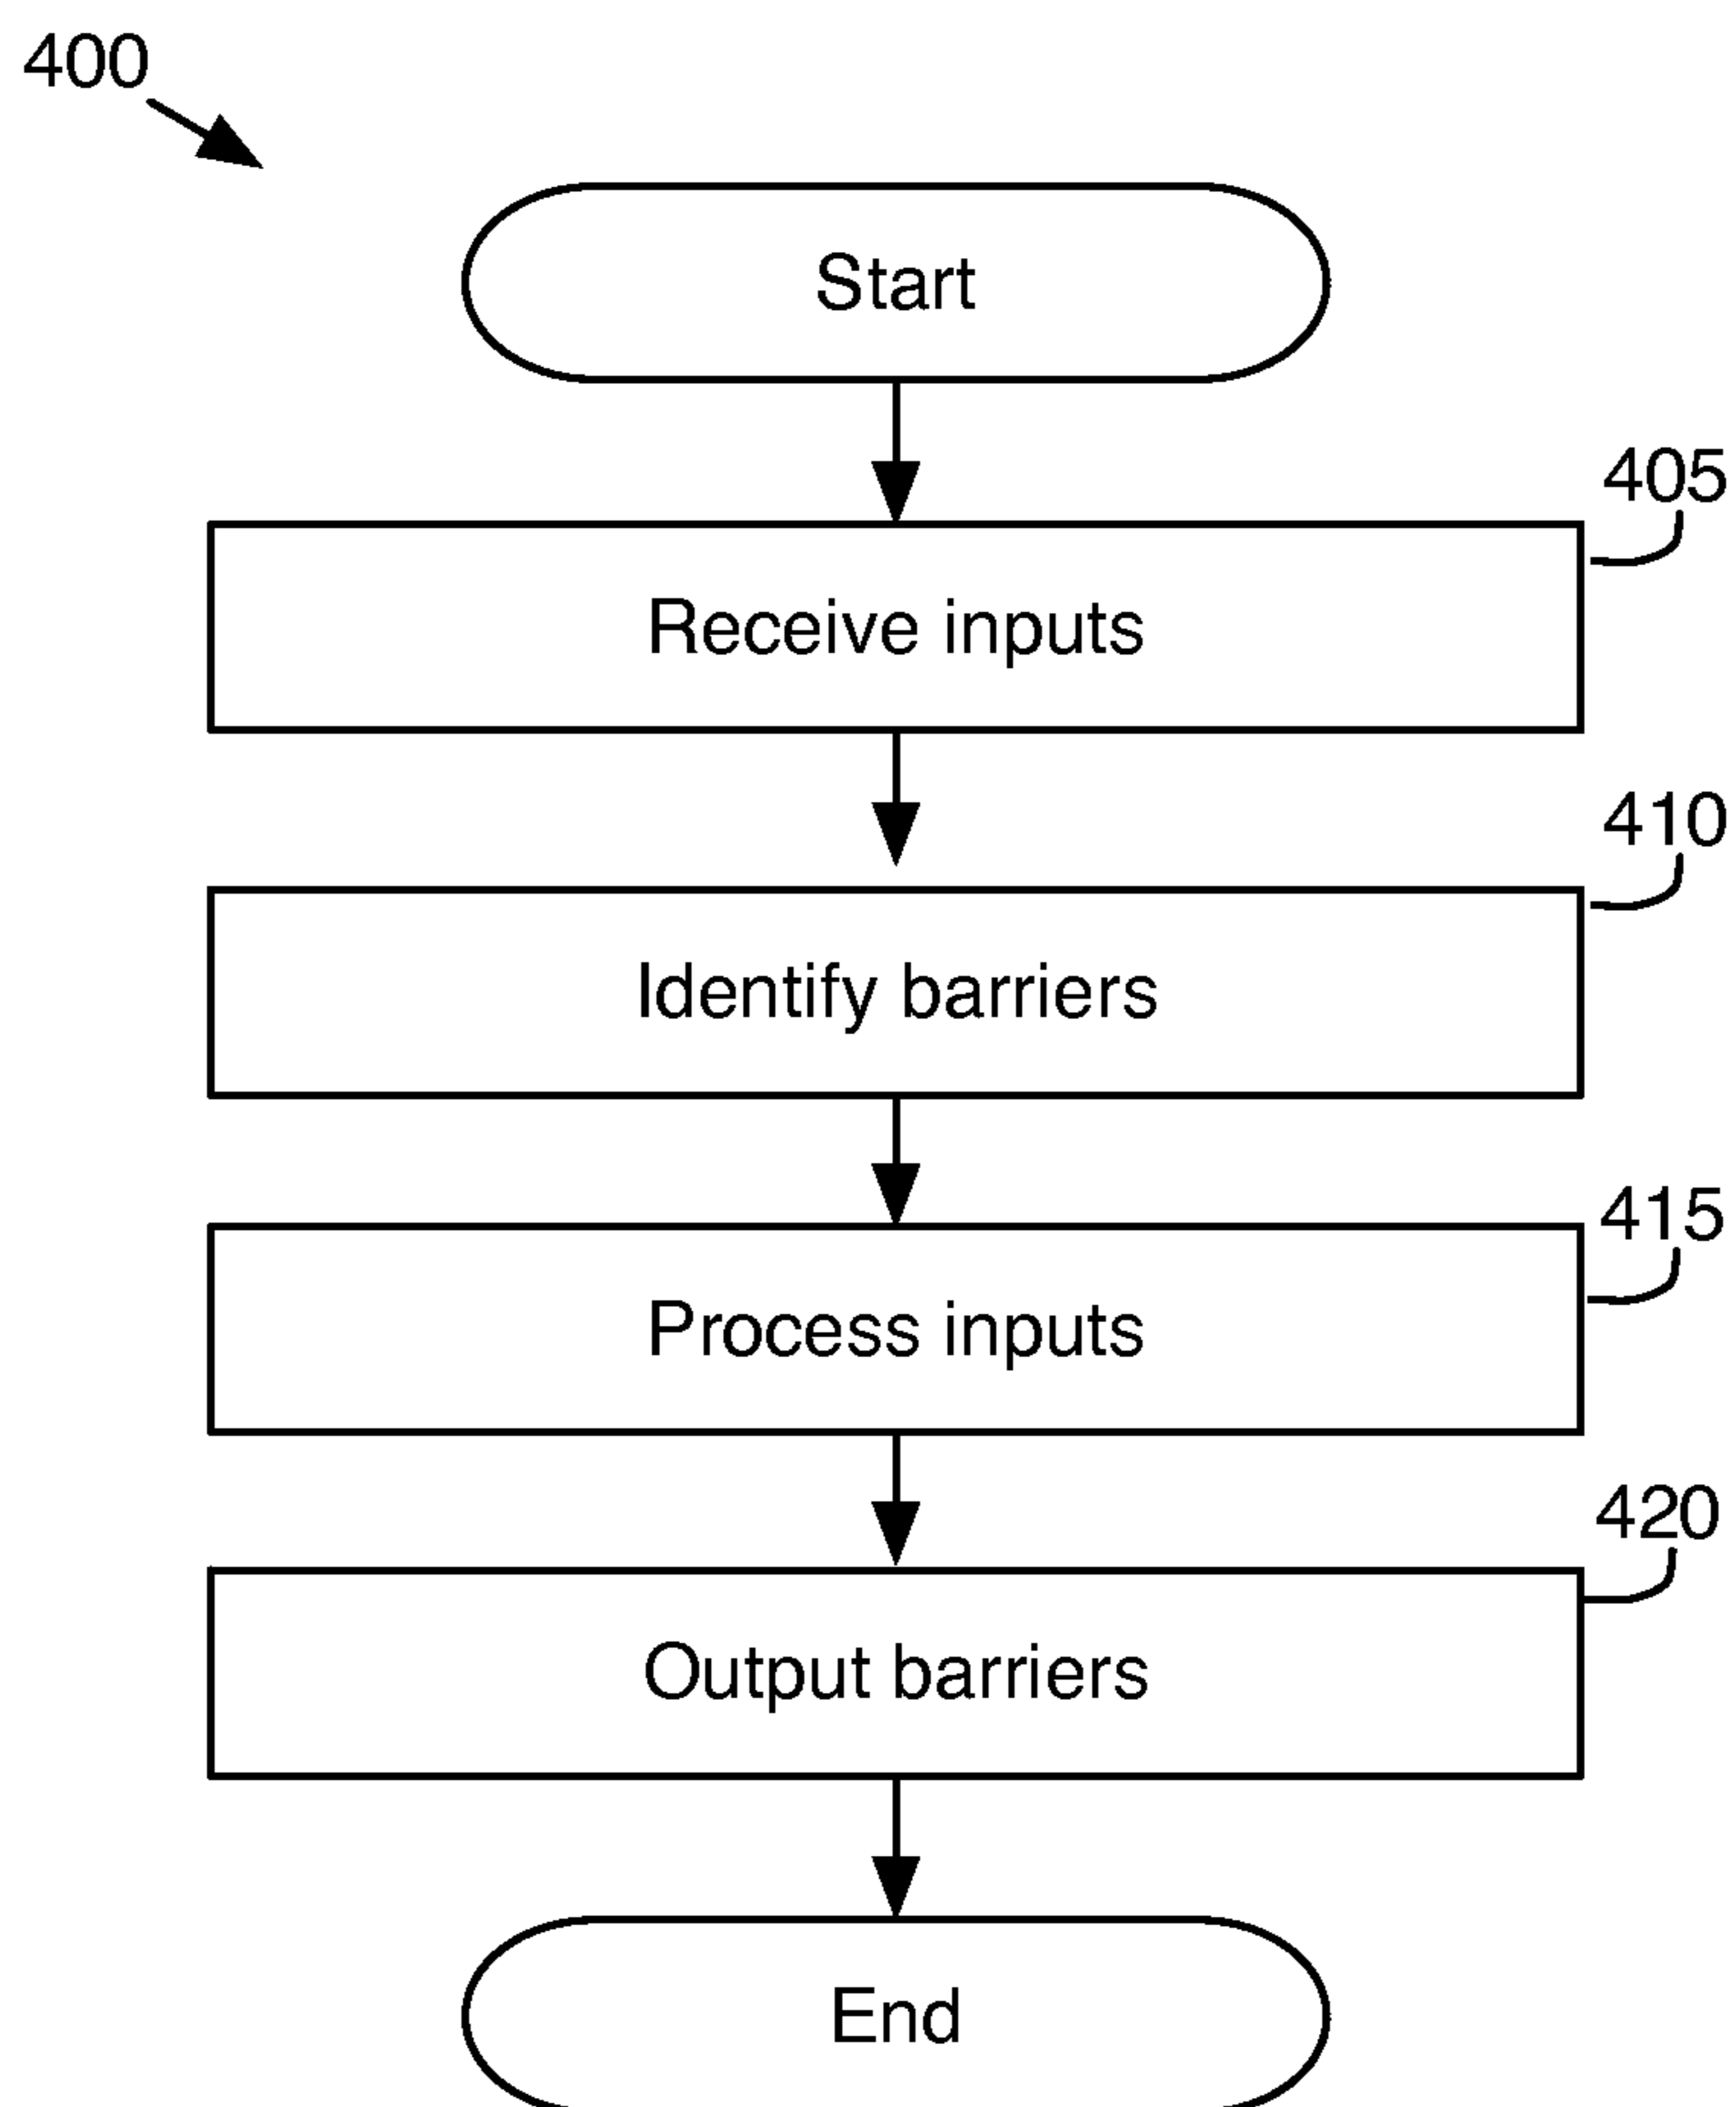 400
Start
405
Receive inputs
410
Identify barriers
415
Process inputs
420
Output barriers
End